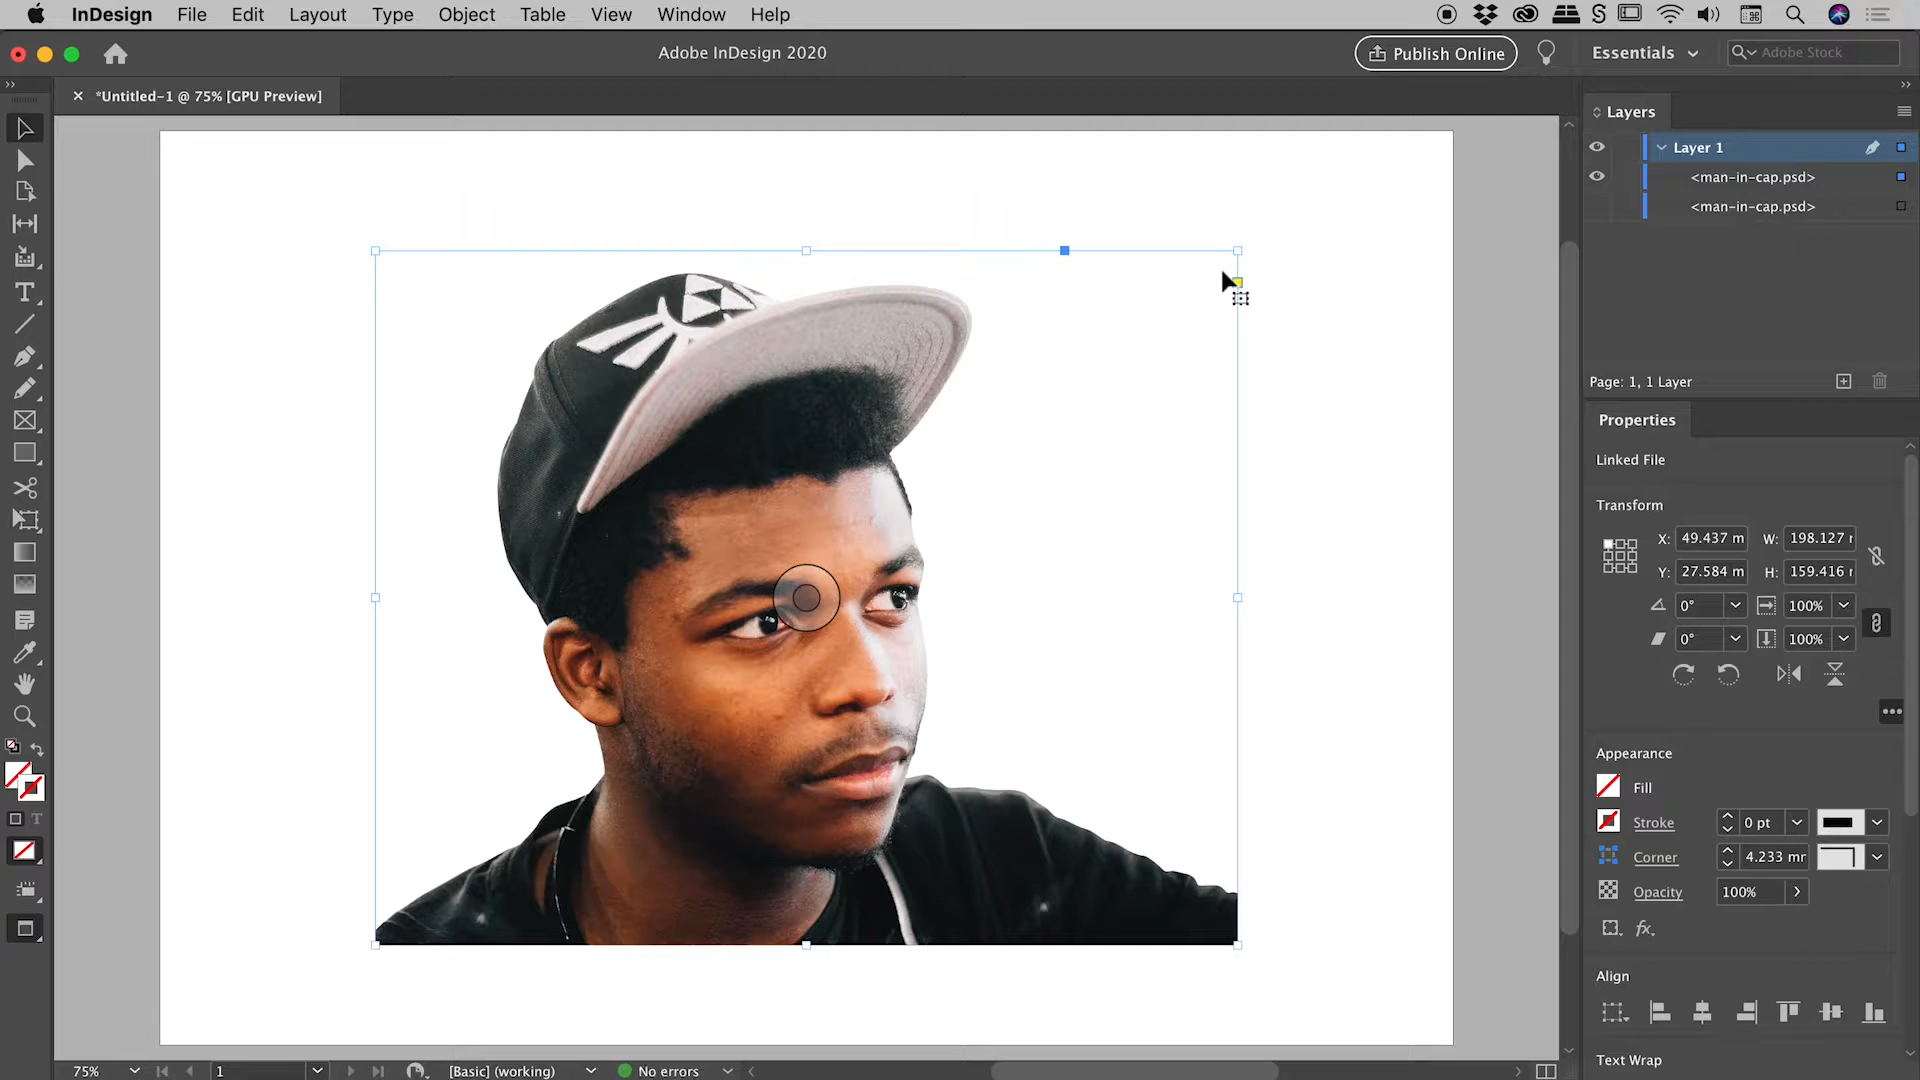 InDesign File Edit Layout Type Object Table View Window Help
Adobe InDesign 2020
Publish Online
Essentials
Adobe Stock
*Untitled-1 @ 75% [GPU Preview]
Layers
Layer 1
<man-in-cap.psd>
<man-in-cap.psd>
Page: 1, 1 Layer
Properties
Linked File
Transform
X: 49.437 m W: 198.127
Y: 27.584 m H: 159.416
0° 100%
0° 100%
Appearance
Fill
Stroke 0 pt
Corner 4.233 mr
Opacity 100%
fx.
Align
Text Wrap
75% 1 [Basic] (working) No errors